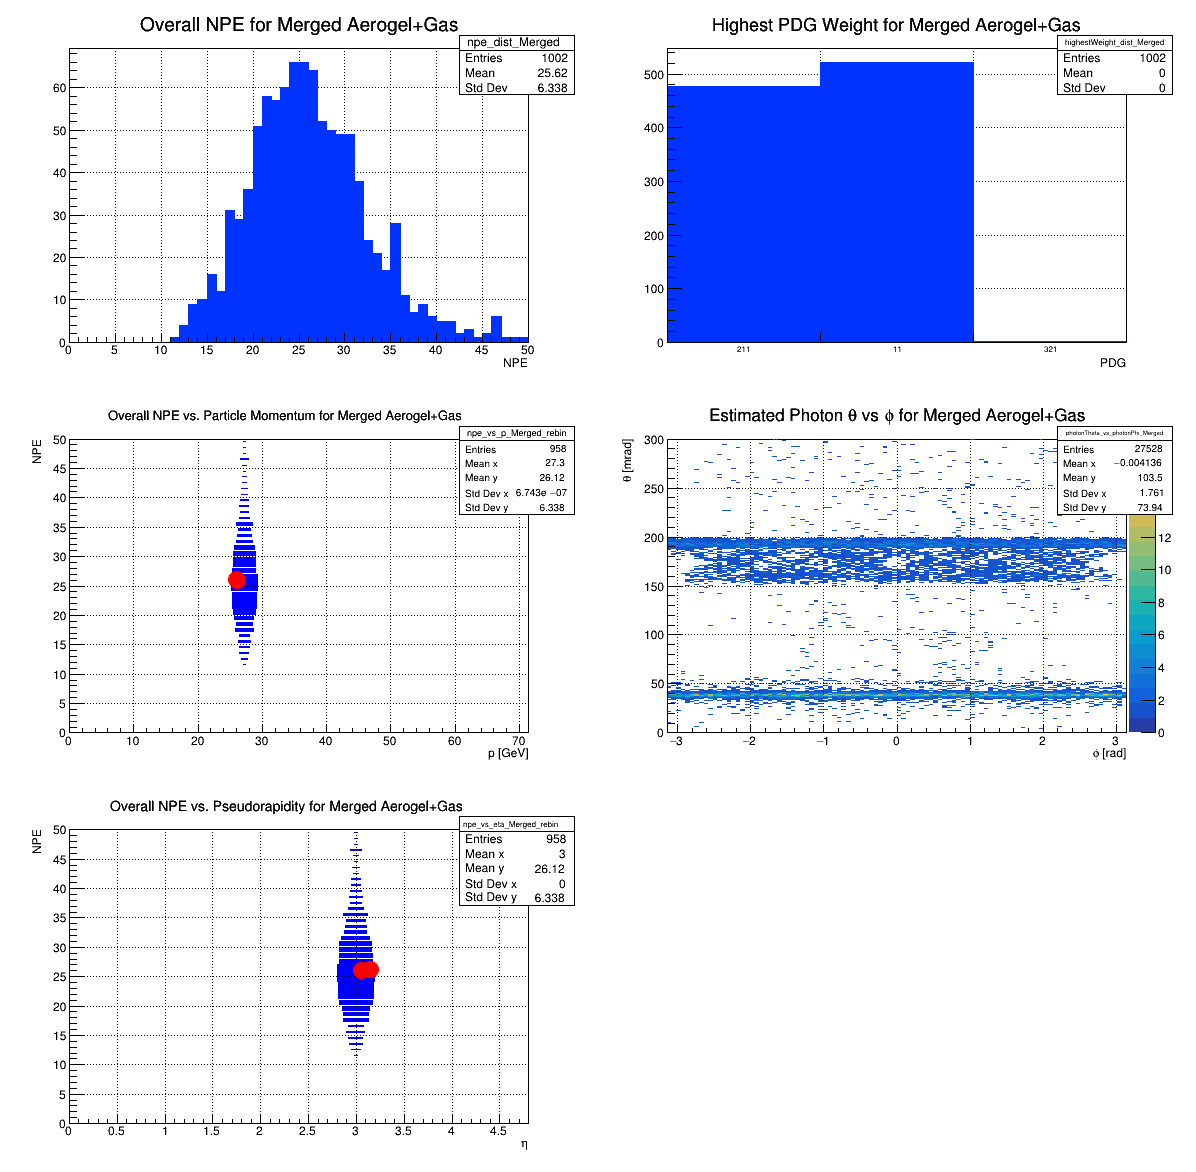 Overall NPE for Merged Aerogel+Gas
npe_dist_Merged
Entries 1002
Mean 25.62
Std Dev 6.338
60
50
40
30
20
10
0
0 5 10 15 20 25 30 35 40 45 50
NPE
Highest PDG Weight for Merged Aerogel+Gas
highestWeight_dist_Merged
Entries 1002
Mean 0
Std Dev 0
500
400
300
200
100
0
211 11 321
PDG
Overall NPE vs. Particle Momentum for Merged Aerogel+Gas
npe_vs_p_Merged_rebin
Entries 958
Mean x 27.3
Mean y 26.12
Std Dev x 6.743e −07
Std Dev y 6.338
NPE
50
45
40
35
30
25
20
15
10
5
0
0 10 20 30 40 50 60 70
p [GeV]
Estimated Photon θ vs ϕ for Merged Aerogel+Gas
photonTheta_vs_photonPhi_Merged
Entries 27528
Mean x −0.004136
Mean y 103.5
Std Dev x 1.761
Std Dev y 73.94
θ [mrad]
300
250
200
150
100
50
0
−3 −2 −1 0 1 2 3
ϕ [rad]
12
10
8
6
4
2
0
Overall NPE vs. Pseudorapidity for Merged Aerogel+Gas
npe_vs_eta_Merged_rebin
Entries 958
Mean x 3
Mean y 26.12
Std Dev x 0
Std Dev y 6.338
NPE
50
45
40
35
30
25
20
15
10
5
0
0 0.5 1 1.5 2 2.5 3 3.5 4 4.5
η